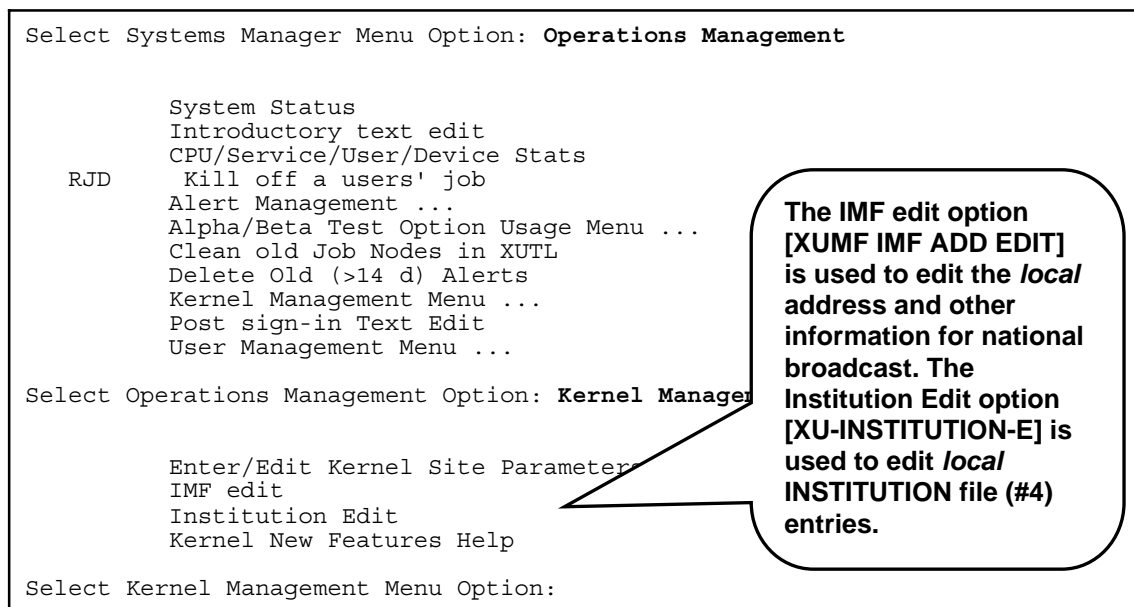 Select Systems Manager Menu Option: Operations Management
System Status
Introductory text edit
CPU/Service/User/Device Stats
RJD Kill off a users' job
Alert Management ...
Alpha/Beta Test Option Usage Menu ...
Clean old Job Nodes in XUTL
Delete Old (>14 d) Alerts
Kernel Management Menu ...
Post sign-in Text Edit
User Management Menu ...
Select Operations Management Option: Kernel
Enter/Edit Kernel Site Parameters
IMF edit
Institution Edit
Kernel New Features Help
Select Kernel Management Menu Option:
The IMF edit option
[XUMF IMF ADD EDIT]
is used to edit the local
address and other
information for national
broadcast. The
Institution Edit option
[XU-INSTITUTION-E] is
used to edit local
INSTITUTION file (#4)
entries.